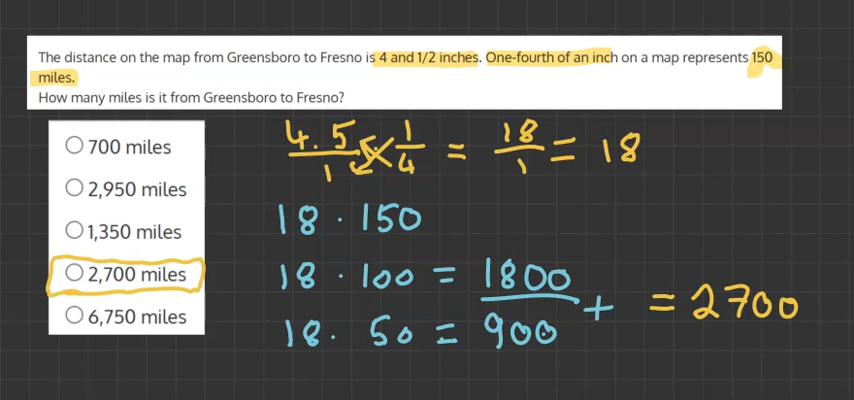 The distance on the map from Greensboro to Fresno is 4 and 1/2 inches. One-fourth of an inch on a map represents 150
miles.
How many miles is it from Greensboro to Fresno?
700 miles
2,950 miles
1,350 miles
2,700 miles
6,750 miles
4.5/1 × 1/4 = 18/1 = 18
18 · 150
18 · 100 = 1800
18 · 50 = 900 + = 2700